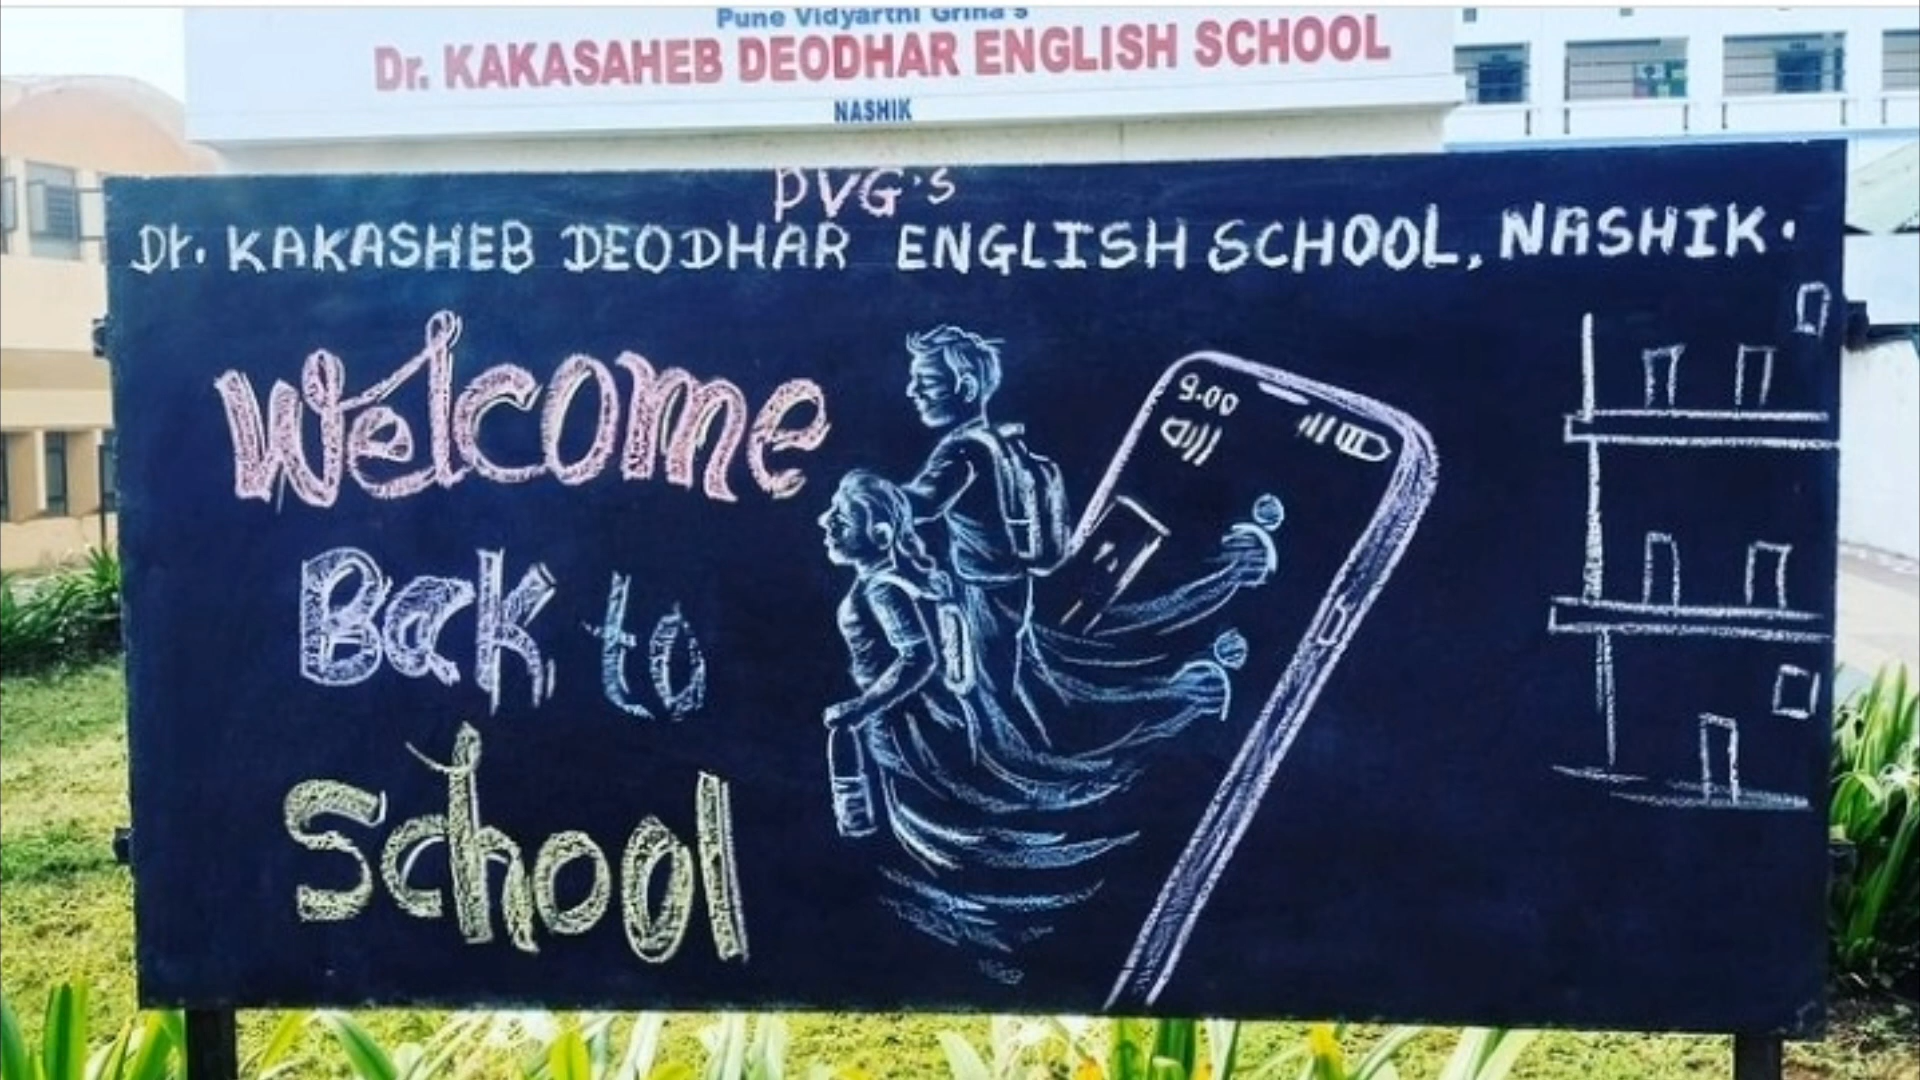 Pune Vidyarthi Griha's
Dr. KAKASAHEB DEODHAR ENGLISH SCHOOL
NASHIK
PVG's
Dr. KAKASHEB DEODHAR ENGLISH SCHOOL, NASHIK.
Welcome
Bak to
School
9.00